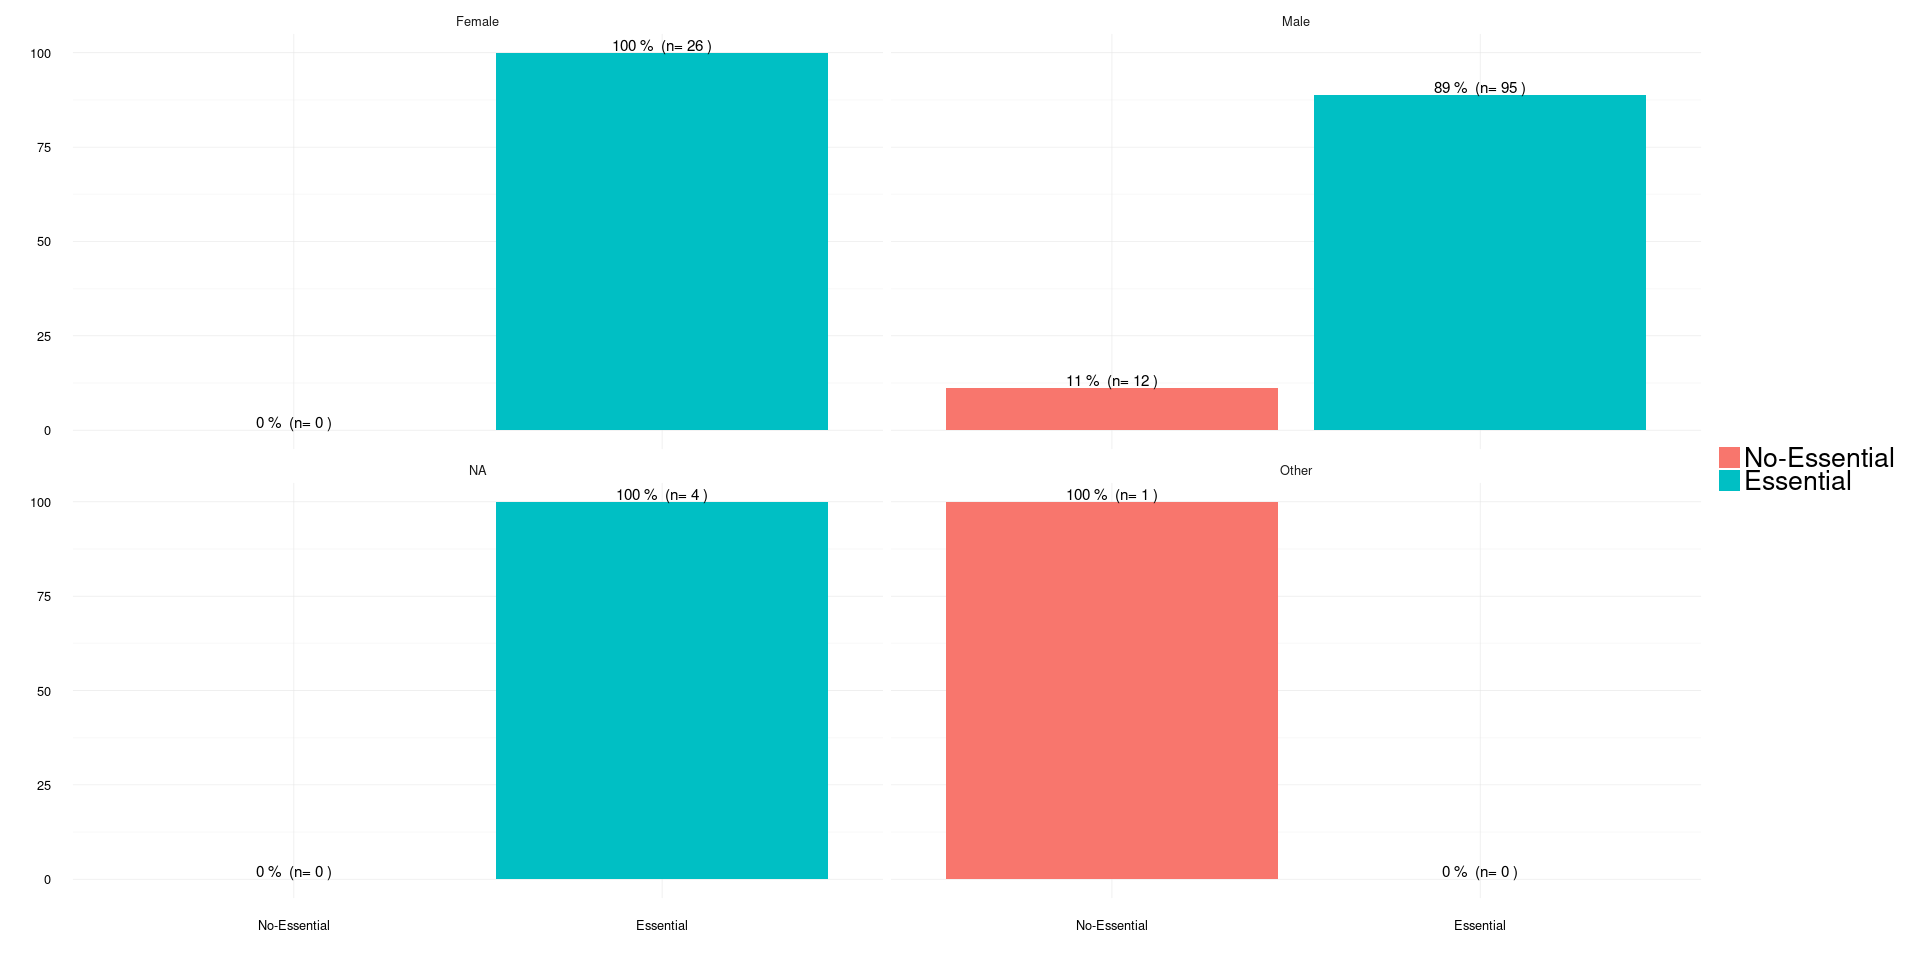 Female
Male
100 % (n= 26 )
89 % (n= 95 )
11 % (n= 12 )
0 % (n= 0 )
100
75
50
25
0
NA
Other
100 % (n= 4 )
100 % (n= 1 )
0 % (n= 0 )
0 % (n= 0 )
100
75
50
25
0
No-Essential
Essential
No-Essential
Essential
No-Essential
Essential